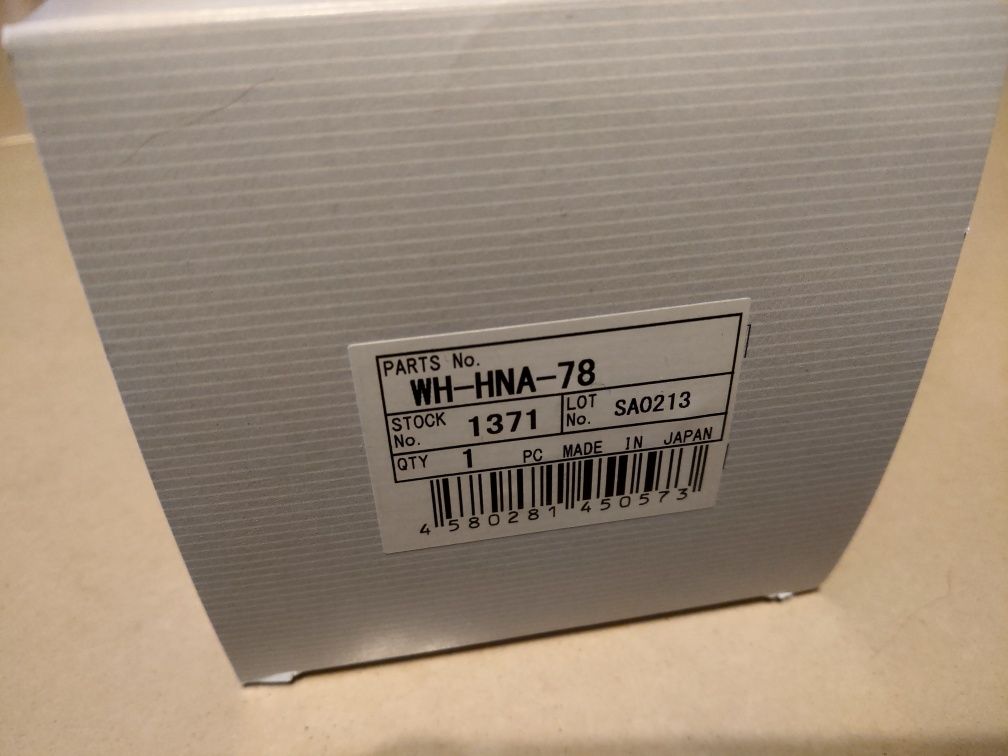 PARTS No.
WH-HNA-78
STOCK No. 1371 LOT No. SA0213
QTY 1 PC MADE IN JAPAN
4 580281 450573